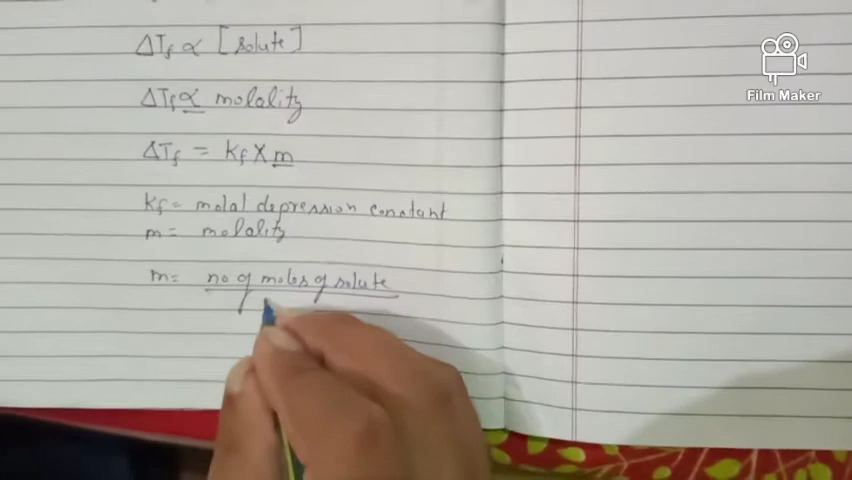 ΔTf ∝ [solute]
ΔTf ∝ molality
ΔTf = Kf X m
Kf = molal depression constant
m = molality
m = no of moles of solute
Film Maker